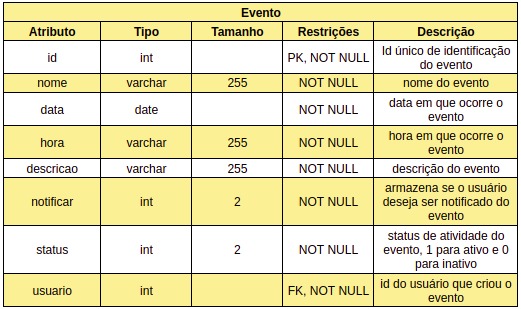 Evento
Atributo Tipo Tamanho Restrições Descrição
id int PK, NOT NULL Id único de identificação
do evento
nome varchar 255 NOT NULL nome do evento
data date NOT NULL data em que ocorre o
evento
hora varchar 255 NOT NULL hora em que ocorre o
evento
descricao varchar 255 NOT NULL descrição do evento
notificar int 2 NOT NULL armazena se o usuário
deseja ser notificado do
evento
status int 2 NOT NULL status de atividade do
evento, 1 para ativo e 0
para inativo
usuario int FK, NOT NULL id do usuário que criou o
evento